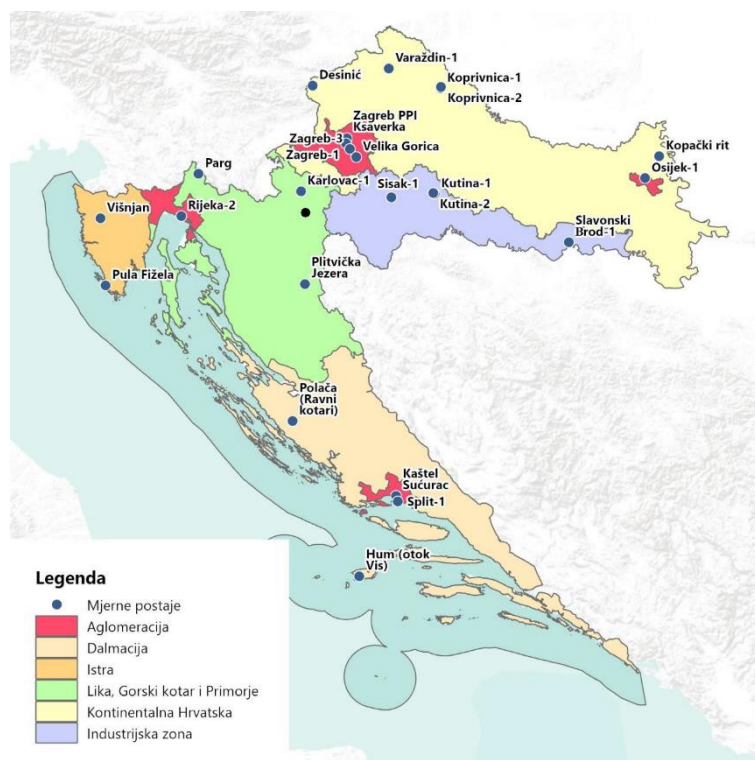 Desinić
Varaždin-1
Koprivnica-1
Koprivnica-2
Zagreb PPI
Ksaverka
Zagreb-3
Zagreb-1
Velika Gorica
Kopački rit
Osijek-1
Parg
Karlovac-1
Sisak-1
Kutina-1
Kutina-2
Višnjan
Rijeka-2
Slavonski
Brod-1
Pula Fižela
Plitvička
Jezera
Polača
(Ravni
kotari)
Kaštel
Sućurac
Split-1
Hum (otok
Vis)
Legenda
Mjerne postaje
Aglomeracija
Dalmacija
Istra
Lika, Gorski kotar i Primorje
Kontinentalna Hrvatska
Industrijska zona